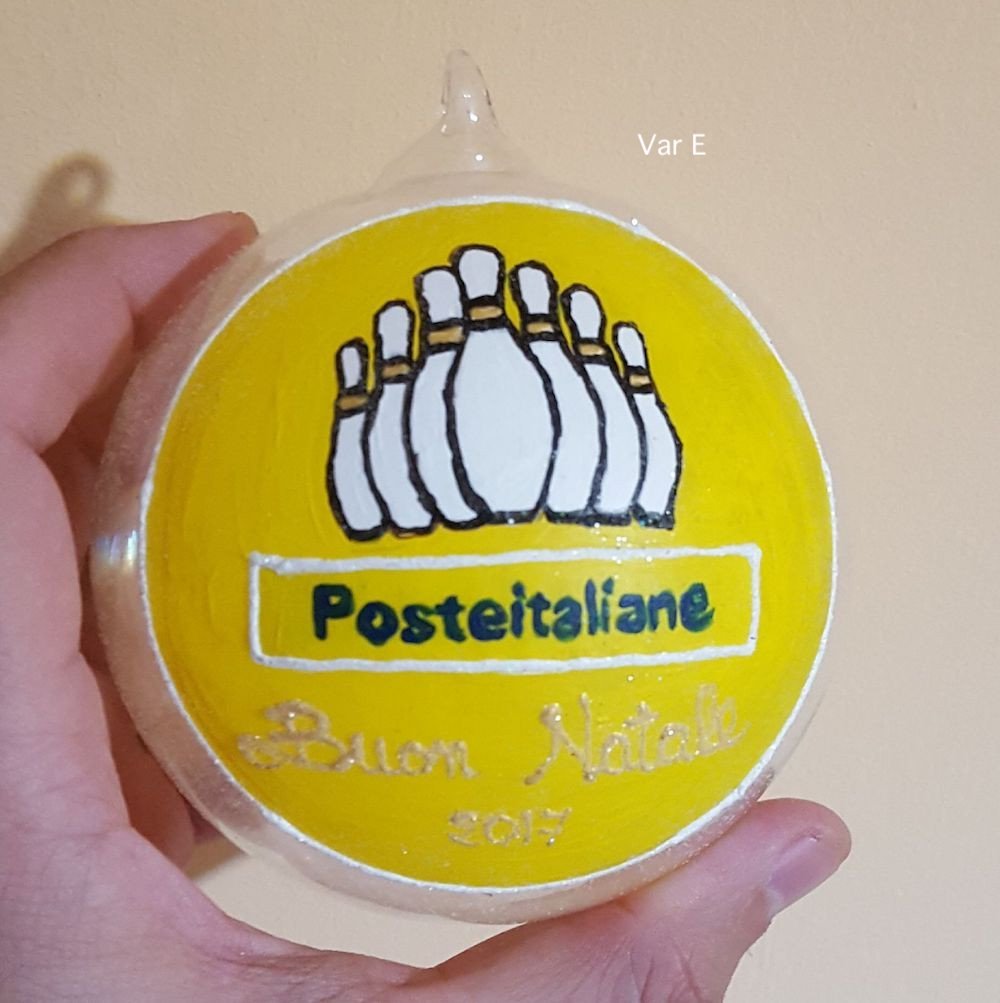 Var E
Posteitaliane
Buon Natale
2017